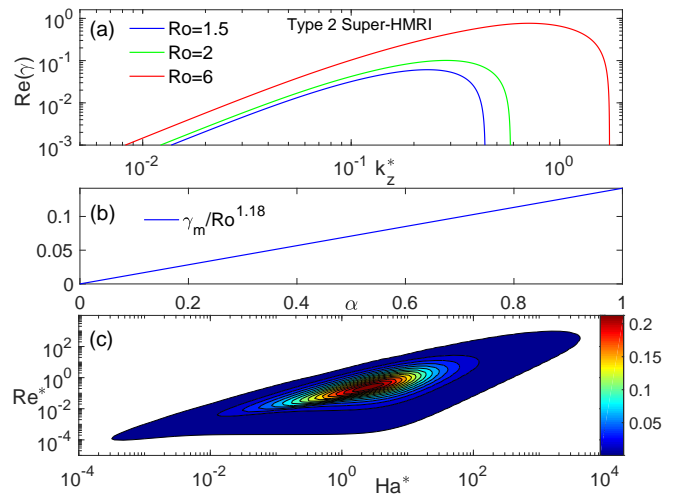 (a)
Type 2 Super-HMRI
Ro=1.5
Ro=2
Ro=6
Re(γ)
10^0
10^-1
10^-2
10^-3
10^-2
10^-1
10^0
k_z^*
(b)
γ_m/Ro^1.18
0.1
0.05
0
0
0.2
0.4
0.6
0.8
1
α
(c)
Re^*
10^2
10^0
10^-2
10^-4
10^-4
10^-2
10^0
10^2
10^4
Ha^*
0.2
0.15
0.1
0.05